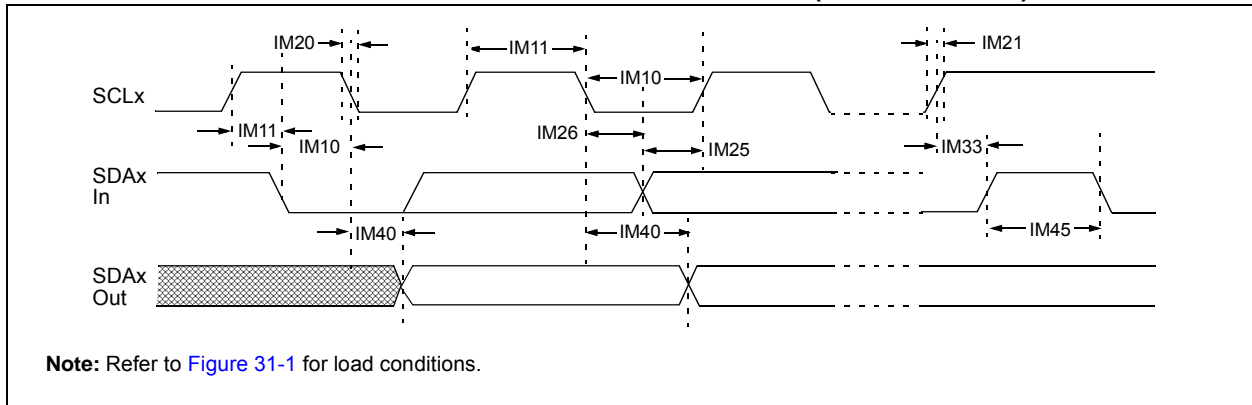 IM20
IM11
IM21
IM10
SCLx
IM11
IM26
IM10
IM25
IM33
SDAx
In
IM40
IM40
IM45
SDAx
Out
Note: Refer to Figure 31-1 for load conditions.